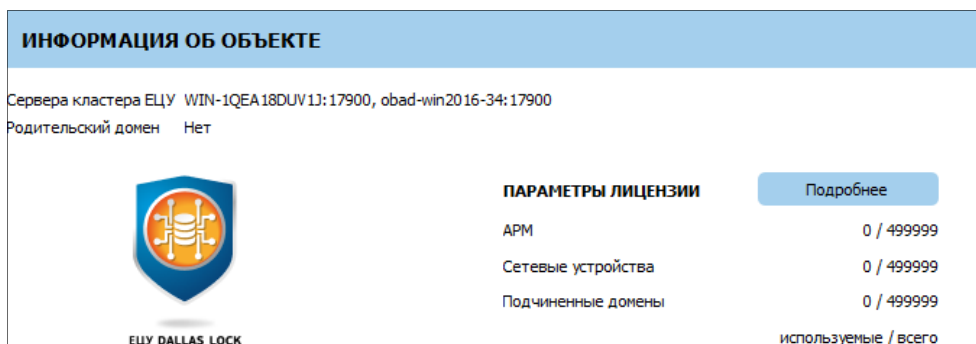 ИНФОРМАЦИЯ ОБ ОБЪЕКТЕ
Сервера кластера ЕЦУ WIN-1QEA18DUV1J:17900, obad-win2016-34:17900
Родительский домен Нет
ПАРАМЕТРЫ ЛИЦЕНЗИИ Подробнее
АРМ 0 / 499999
Сетевые устройства 0 / 499999
Подчиненные домены 0 / 499999
ЕЦУ DALLAS LOCK используемые / всего